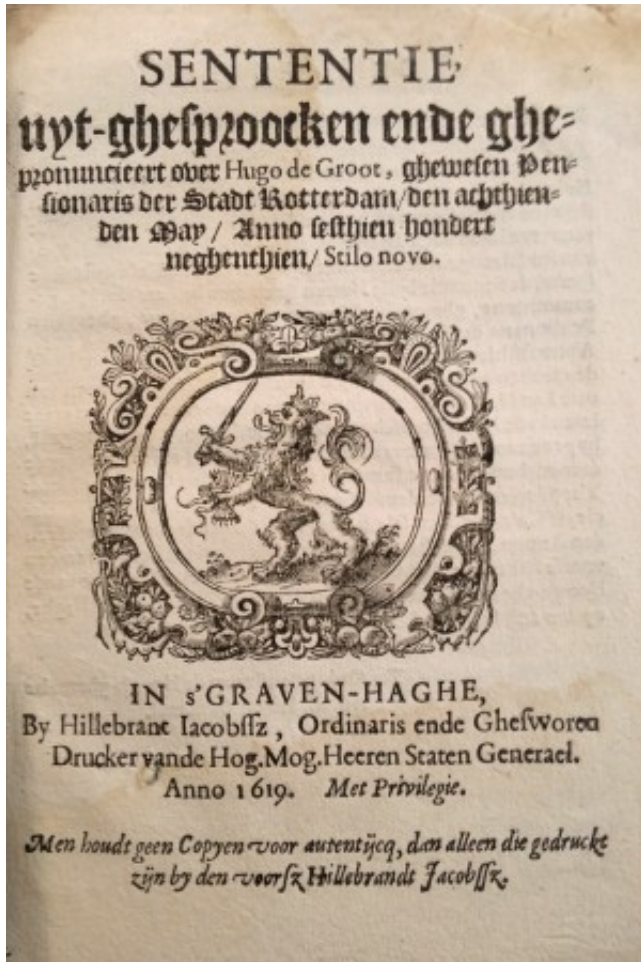 SENTENTIE,
uyt-gheſproocken ende ghe-
pronuncieert over Hugo de Groot, gheweſen Pen-
ſionaris der Stadt Rotterdam/den achthien-
den May / Anno ſeſthien hondert
neghenthien/ Stilo novo.
IN s'GRAVEN-HAGHE,
By Hillebrant Iacobſſz, Ordinaris ende Gheſworen
Drucker vande Hog.Mog.Heeren Staten Generael.
Anno 1619. Met Privilegie.
Men houdt geen Copyen voor autentijcq, dan alleen die gedruckt
zijn by den voorſz Hillebrandt Jacobſſz.